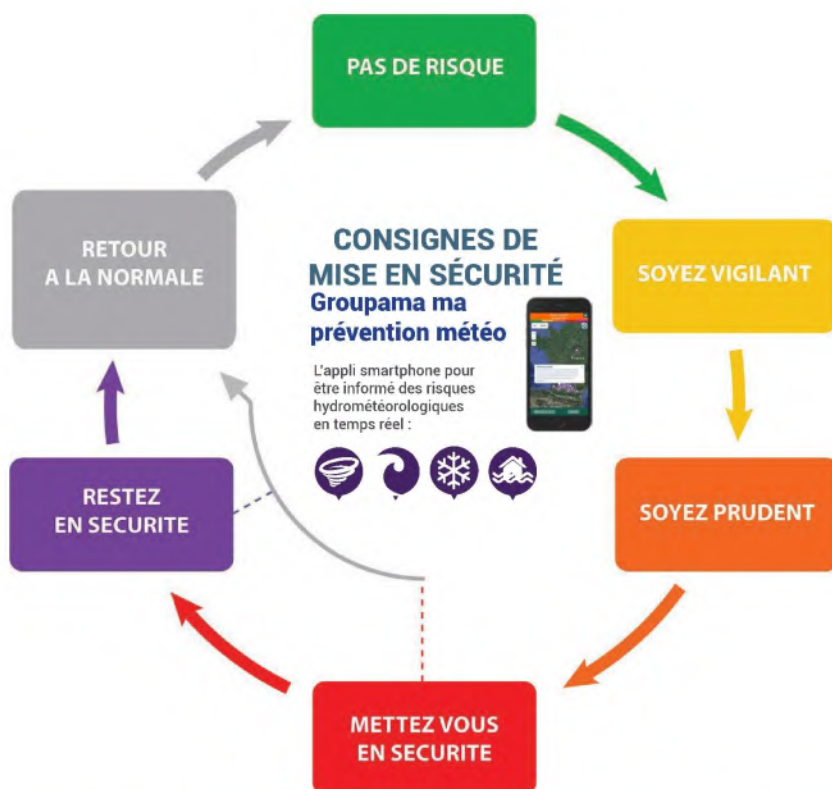 PAS DE RISQUE
SOYEZ VIGILANT
SOYEZ PRUDENT
METTEZ VOUS
EN SECURITE
RESTEZ
EN SECURITE
RETOUR
A LA NORMALE
CONSIGNES DE
MISE EN SÉCURITÉ
Groupama ma
prévention météo
L'appli smartphone pour
être informé des risques
hydrométéorologiques
en temps réel :